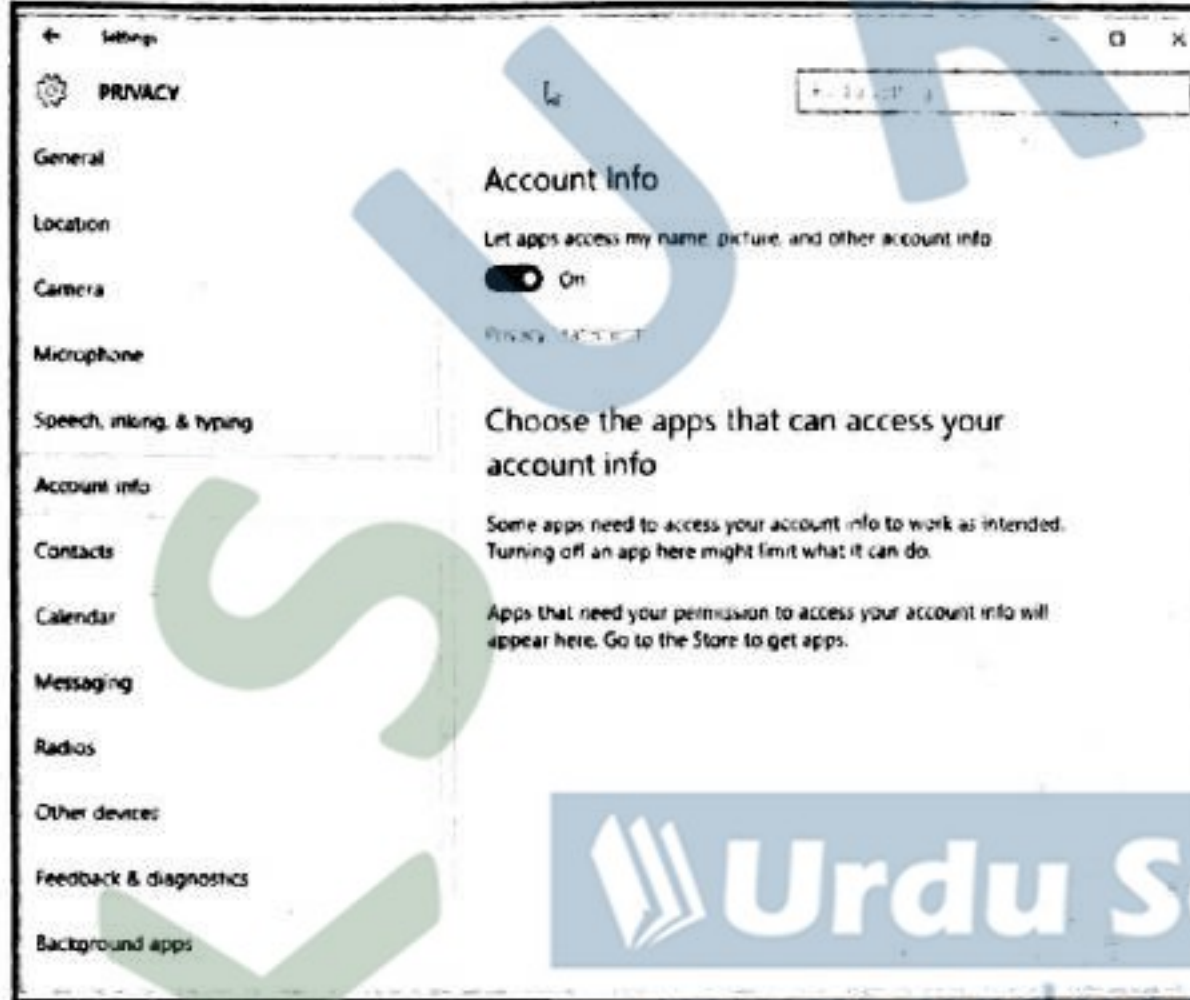 Settings
PRIVACY
General
Location
Camera
Microphone
Speech, inking, & typing
Account info
Contacts
Calendar
Messaging
Radios
Other devices
Feedback & diagnostics
Background apps
Account Info
Let apps access my name, picture, and other account info
On
Privacy statement
Choose the apps that can access your
account info
Some apps need to access your account info to work as intended.
Turning off an app here might limit what it can do.
Apps that need your permission to access your account info will
appear here. Go to the Store to get apps.
Urdu S